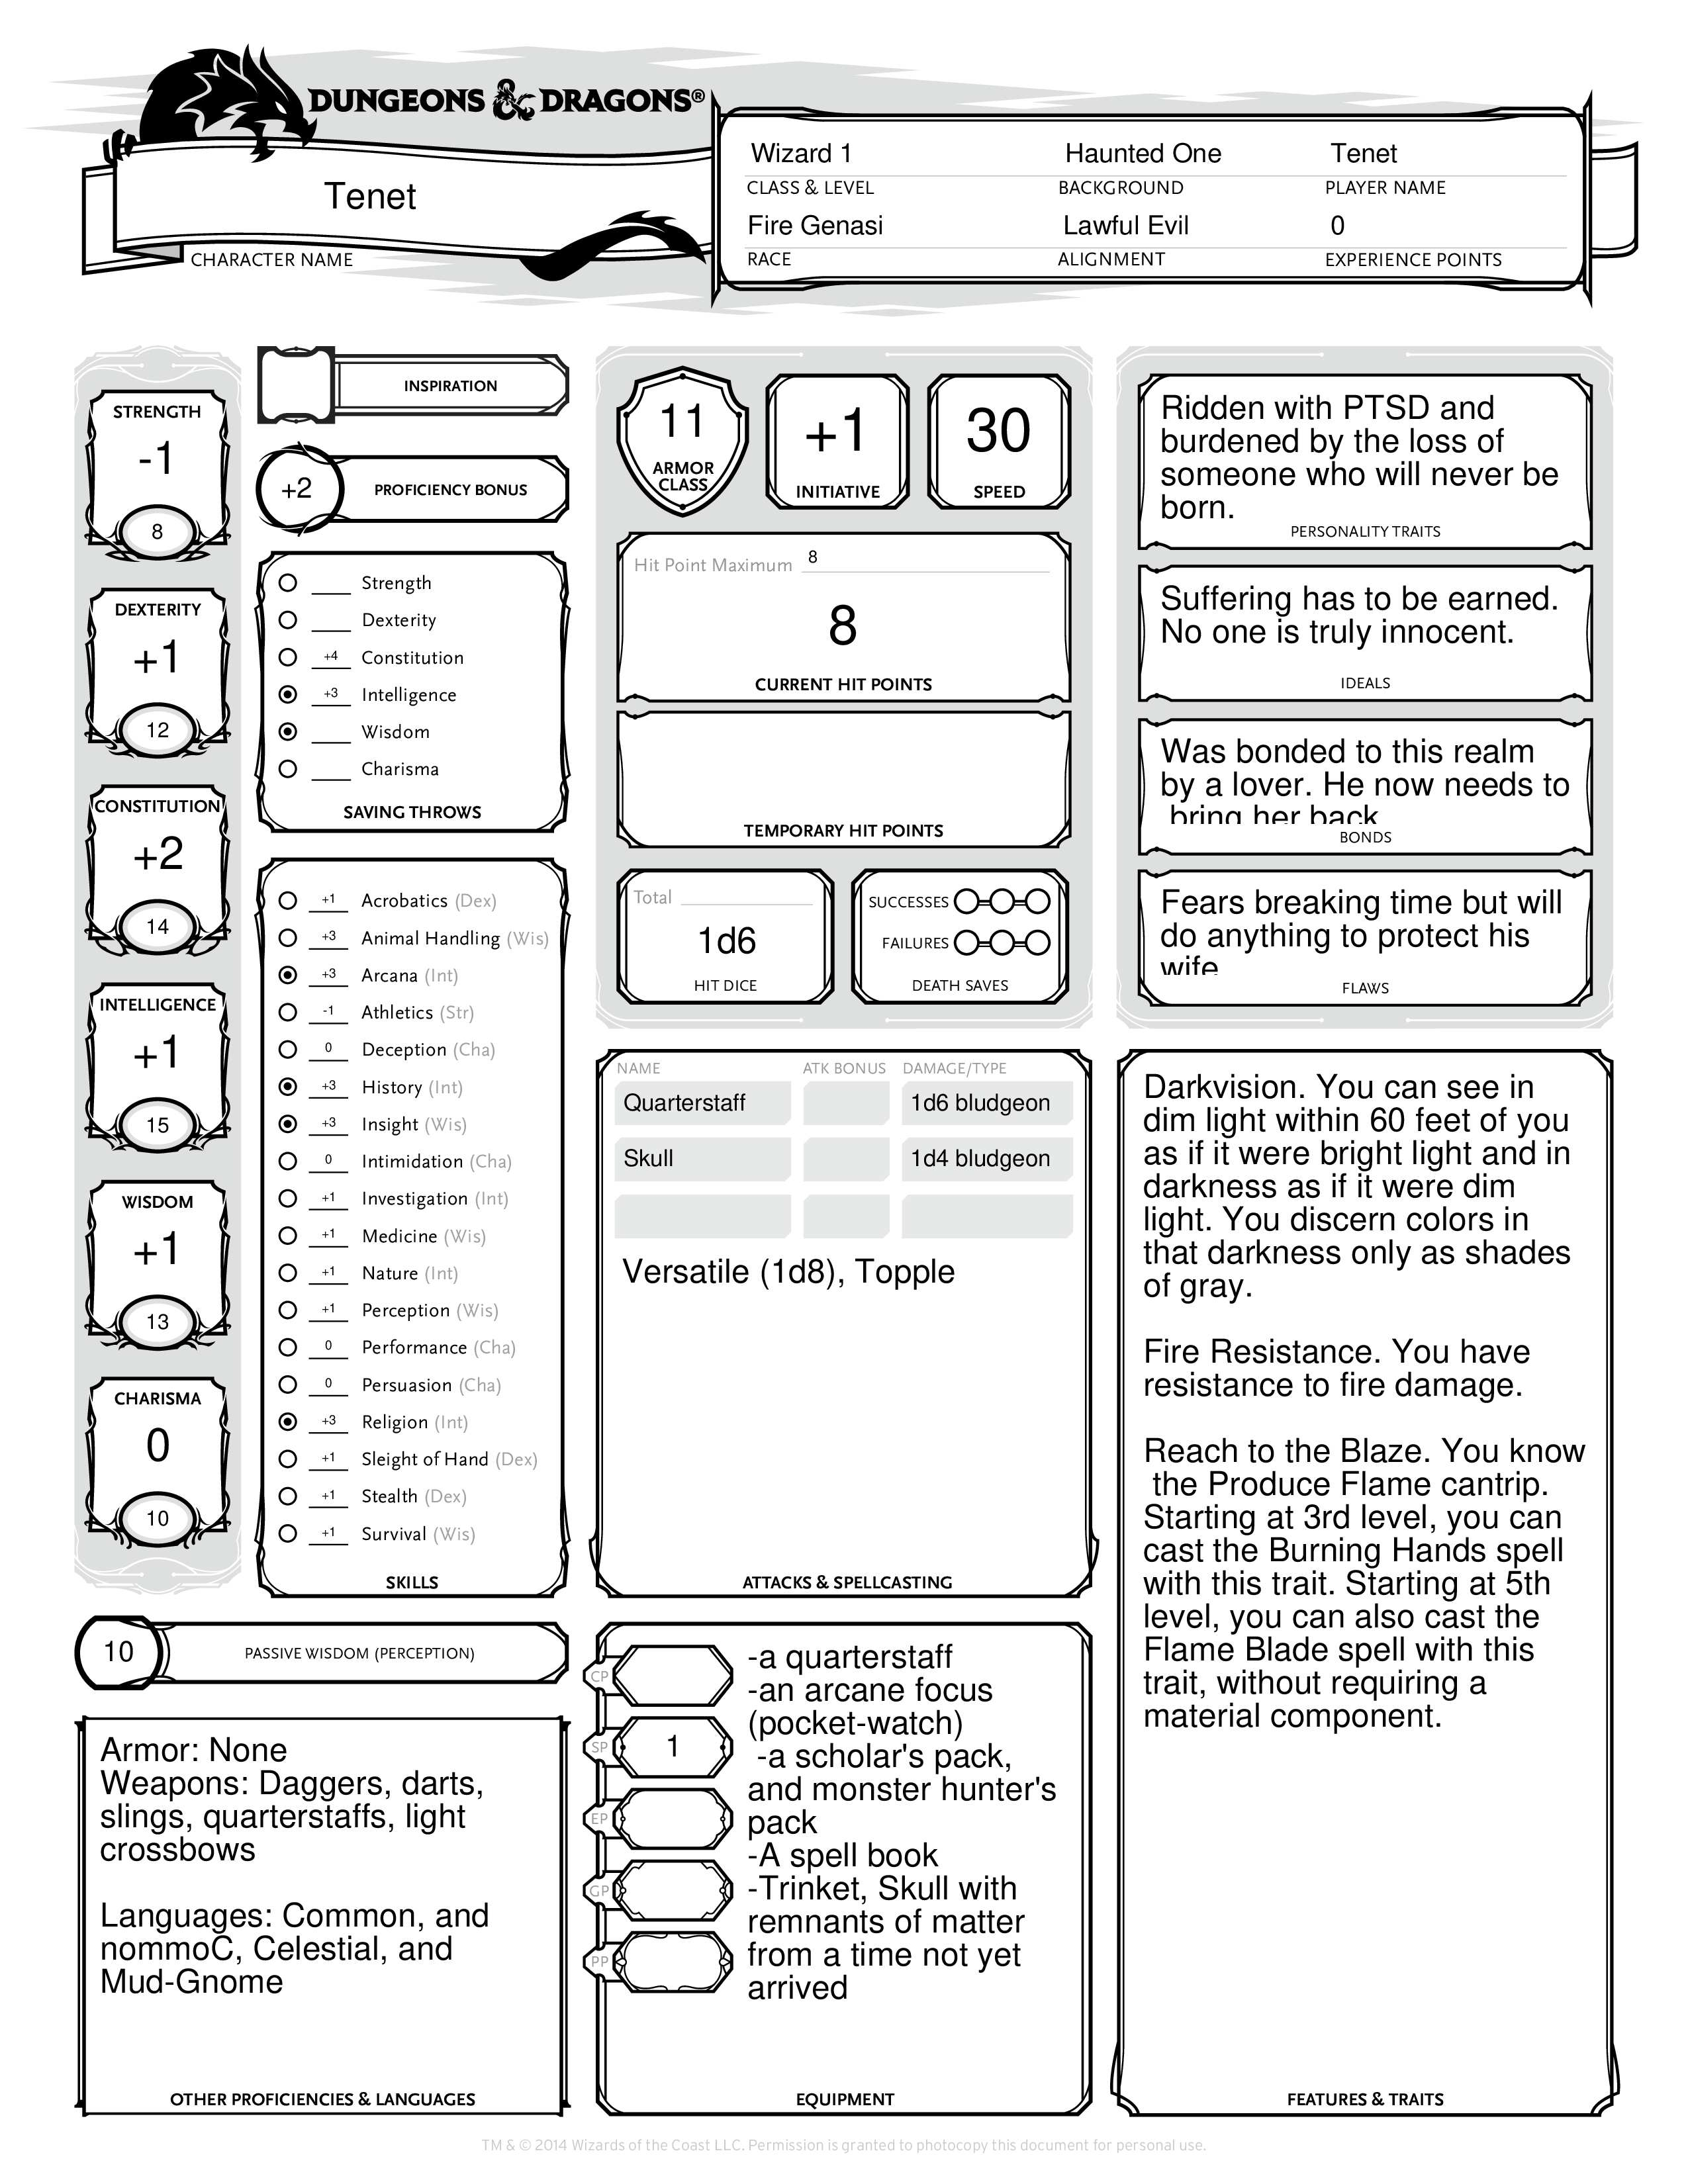 DUNGEONS & DRAGONS®
Tenet
CHARACTER NAME
Wizard 1 Haunted One Tenet
CLASS & LEVEL BACKGROUND PLAYER NAME
Fire Genasi Lawful Evil 0
RACE ALIGNMENT EXPERIENCE POINTS
STRENGTH
-1
8
DEXTERITY
+1
12
CONSTITUTION
+2
14
INTELLIGENCE
+1
15
WISDOM
+1
13
CHARISMA
0
10
INSPIRATION
+2 PROFICIENCY BONUS
Strength
Dexterity
+4 Constitution
+3 Intelligence
Wisdom
Charisma
SAVING THROWS
+1 Acrobatics (Dex)
+3 Animal Handling (Wis)
+3 Arcana (Int)
-1 Athletics (Str)
0 Deception (Cha)
+3 History (Int)
+3 Insight (Wis)
0 Intimidation (Cha)
+1 Investigation (Int)
+1 Medicine (Wis)
+1 Nature (Int)
+1 Perception (Wis)
0 Performance (Cha)
0 Persuasion (Cha)
+3 Religion (Int)
+1 Sleight of Hand (Dex)
+1 Stealth (Dex)
+1 Survival (Wis)
SKILLS
10 PASSIVE WISDOM (PERCEPTION)
Armor: None
Weapons: Daggers, darts,
slings, quarterstaffs, light
crossbows
Languages: Common, and
nommoC, Celestial, and
Mud-Gnome
OTHER PROFICIENCIES & LANGUAGES
11
ARMOR
CLASS
+1
INITIATIVE
30
SPEED
Hit Point Maximum 8
8
CURRENT HIT POINTS
TEMPORARY HIT POINTS
Total
1d6
HIT DICE
SUCCESSES
FAILURES
DEATH SAVES
NAME ATK BONUS DAMAGE/TYPE
Quarterstaff 1d6 bludgeon
Skull 1d4 bludgeon
Versatile (1d8), Topple
ATTACKS & SPELLCASTING
CP
SP 1
EP
GP
PP
-a quarterstaff
-an arcane focus
(pocket-watch)
-a scholar's pack,
and monster hunter's
pack
-A spell book
-Trinket, Skull with
remnants of matter
from a time not yet
arrived
EQUIPMENT
Ridden with PTSD and
burdened by the loss of
someone who will never be
born.
PERSONALITY TRAITS
Suffering has to be earned.
No one is truly innocent.
IDEALS
Was bonded to this realm
by a lover. He now needs to
bring her back
BONDS
Fears breaking time but will
do anything to protect his
wife
FLAWS
Darkvision. You can see in
dim light within 60 feet of you
as if it were bright light and in
darkness as if it were dim
light. You discern colors in
that darkness only as shades
of gray.
Fire Resistance. You have
resistance to fire damage.
Reach to the Blaze. You know
the Produce Flame cantrip.
Starting at 3rd level, you can
cast the Burning Hands spell
with this trait. Starting at 5th
level, you can also cast the
Flame Blade spell with this
trait, without requiring a
material component.
FEATURES & TRAITS
TM & © 2014 Wizards of the Coast LLC. Permission is granted to photocopy this document for personal use.